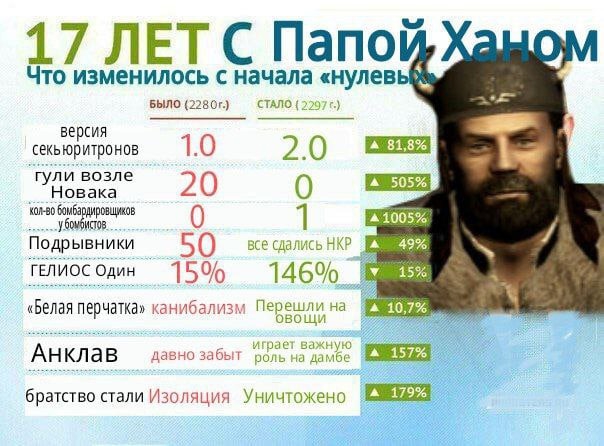 17 ЛЕТ С Папой Ханом
Что изменилось с начала «нулевых»
БЫЛО (2280г.) СТАЛО (2297 г.)
версия
секьюритронов 1.0 2.0 ▲ 81,8%
гули возле
Новака 20 0 ▲ 505%
кол-во бомбардировщиков
у бомбистов 0 1 ▲1005%
Подрывники 50 все сдались НКР ▲ 49%
ГЕЛИОС Один 15% 146% ▼ 15%
«Белая перчатка» канибализм Перешли на
овощи ▲ 10,7%
Анклав давно забыт играет важную
роль на дамбе ▲ 157%
братство стали Изоляция Уничтожено ▲ 179%